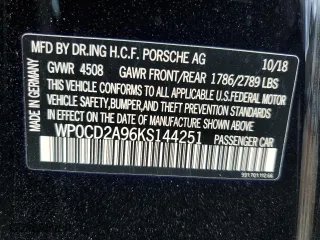 MFD BY DR.ING H.C.F. PORSCHE AG 10/18
GVWR 4508 GAWR FRONT/REAR 1786/2789 LBS
THIS VEHICLE CONFORMS TO ALL APPLICABLE
FEDERAL MOTOR VEHICLE SAFETY STANDARD,
BUMPER, AND THEFT PREVENTION STANDARDS
IN EFFECT ON THE DATE OF MANUFACTURE
SHOWN ABOVE.
WP0CD2A96KS144251 PASSENGER CAR
MADE IN GERMANY